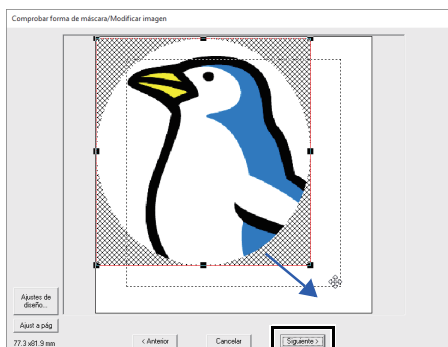 Comprobar forma de máscara/Modificar imagen
Ajustes de
diseño...
Ajust a pág
77.3 x81.9 mm
< Anterior
Cancelar
Siguiente >